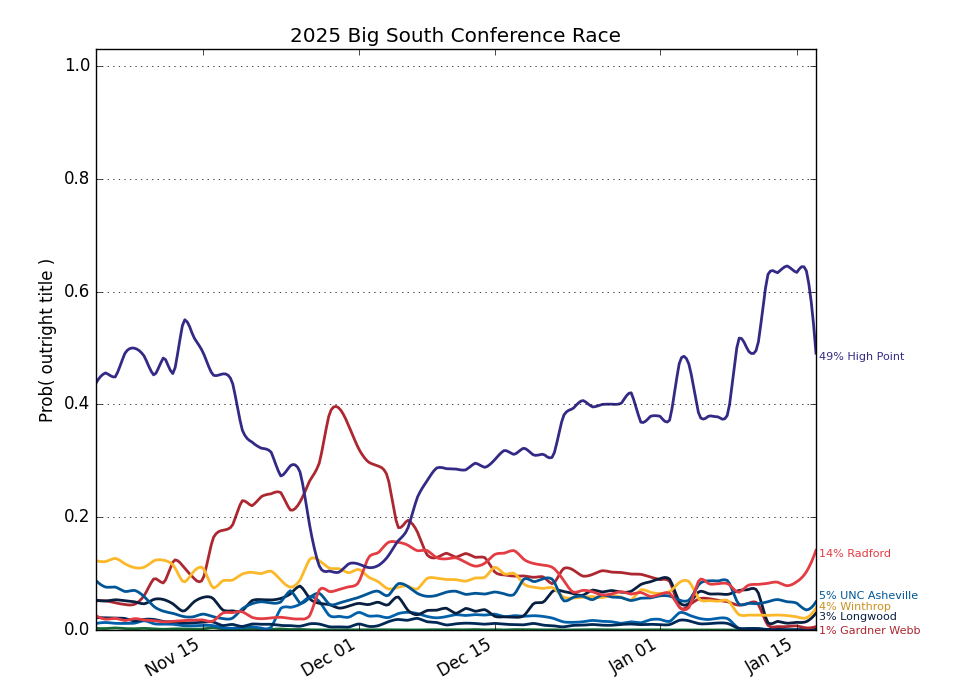 2025 Big South Conference Race
Prob( outright title )
1.0
0.8
0.6
0.4
0.2
0.0
Nov 15
Dec 01
Dec 15
Jan 01
Jan 15
49% High Point
14% Radford
5% UNC Asheville
4% Winthrop
3% Longwood
1% Gardner Webb